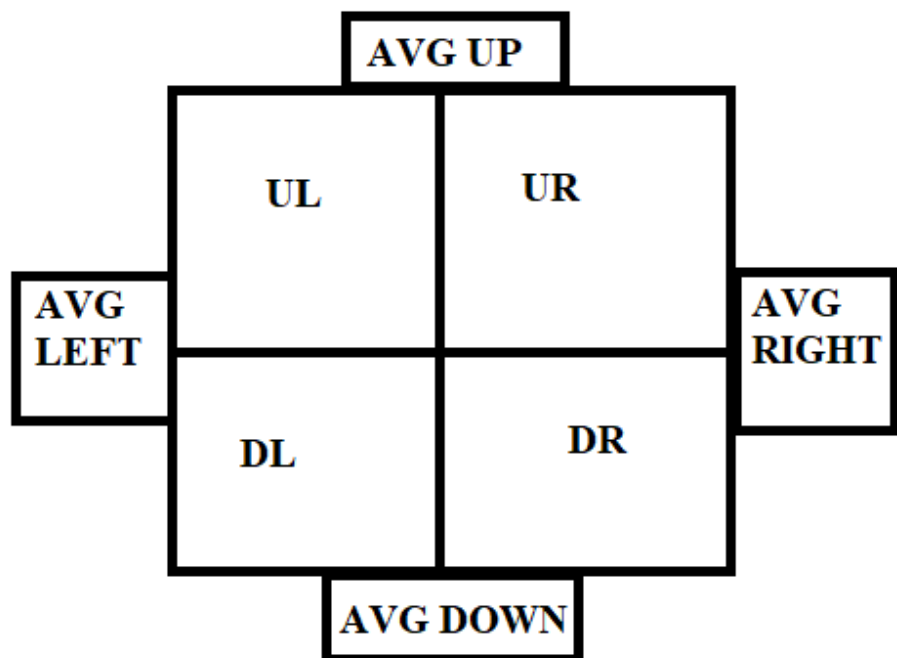 AVG UP
UL
UR
AVG
LEFT
AVG
RIGHT
DL
DR
AVG DOWN